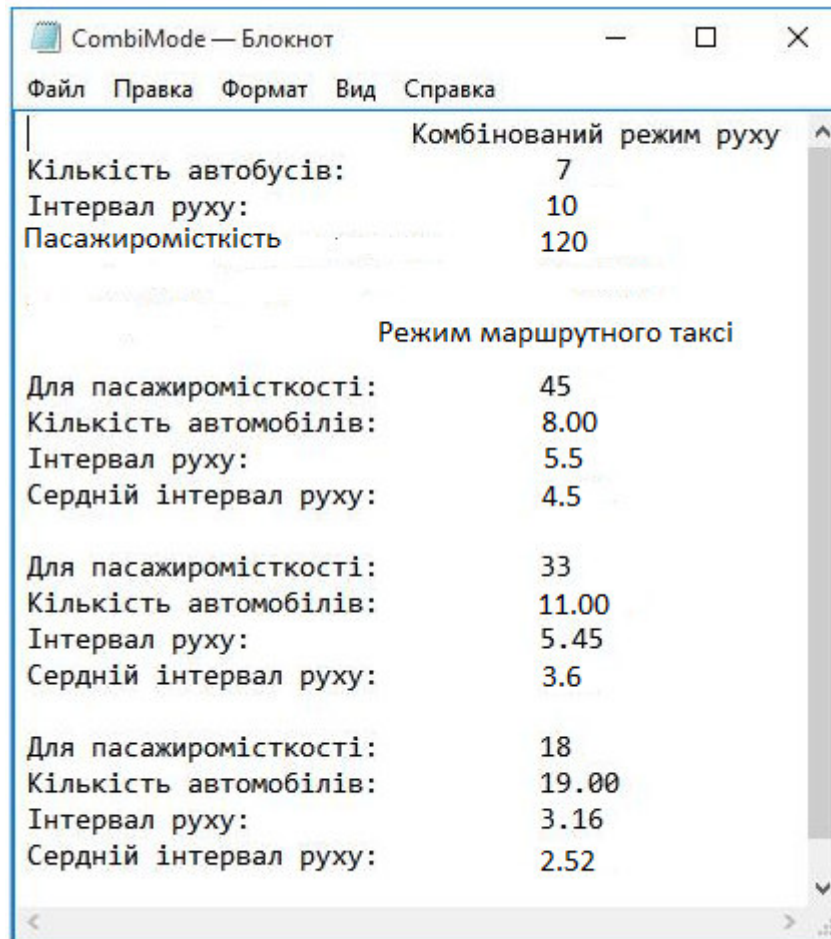 CombiMode — Блокнот
Файл Правка Формат Вид Справка
Комбінований режим руху
Кількість автобусів: 7
Інтервал руху: 10
Пасажиромісткість 120
Режим маршрутного таксі
Для пасажиромісткості: 45
Кількість автомобілів: 8.00
Інтервал руху: 5.5
Сердній інтервал руху: 4.5
Для пасажиромісткості: 33
Кількість автомобілів: 11.00
Інтервал руху: 5.45
Сердній інтервал руху: 3.6
Для пасажиромісткості: 18
Кількість автомобілів: 19.00
Інтервал руху: 3.16
Сердній інтервал руху: 2.52